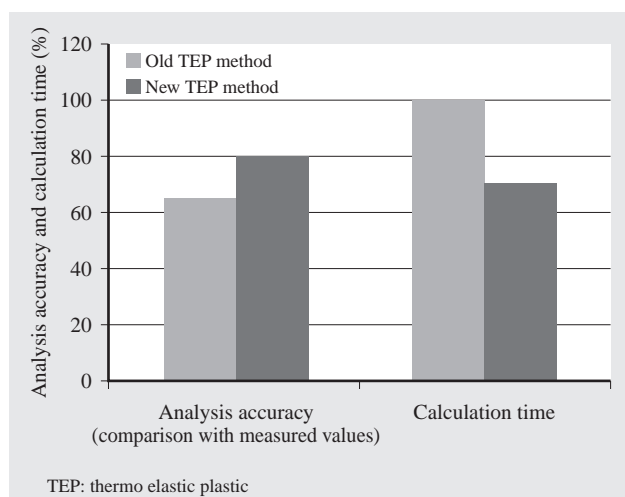 Analysis accuracy and calculation time (%)
120
100
80
60
40
20
0
Old TEP method
New TEP method
Analysis accuracy
(comparison with measured values)
Calculation time
TEP: thermo elastic plastic